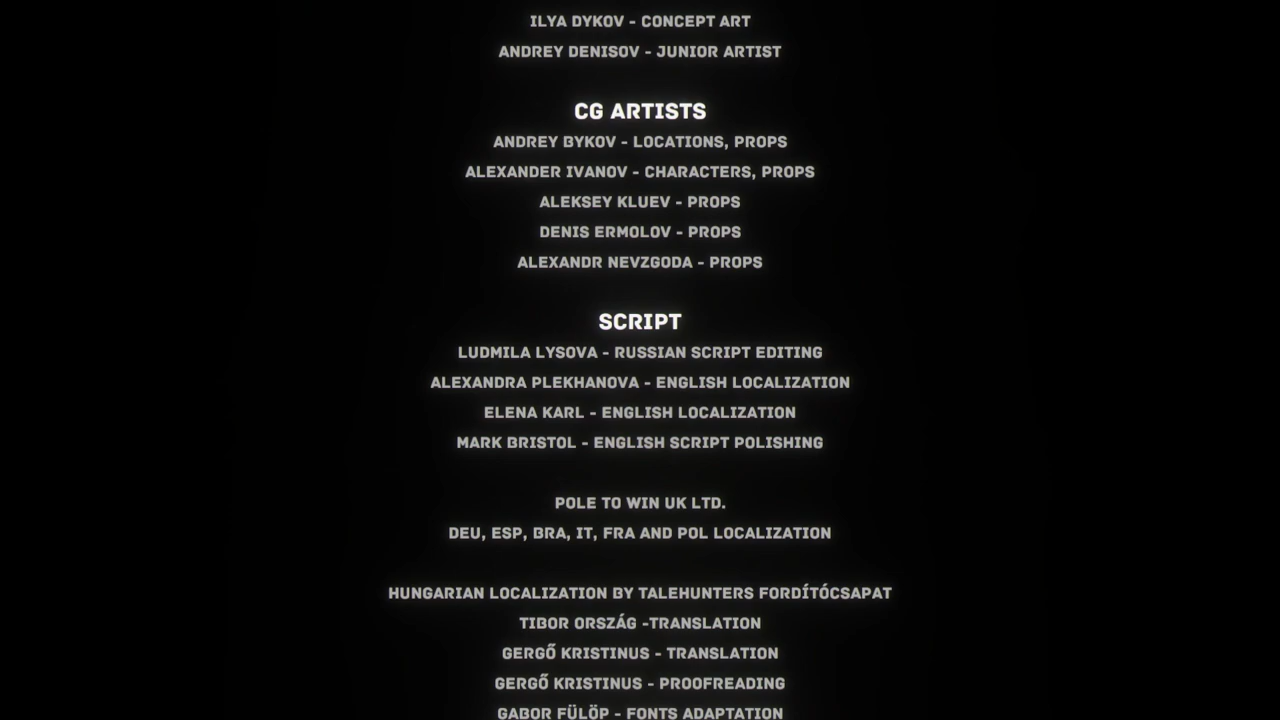 ILYA DYKOV - CONCEPT ART
ANDREY DENISOV - JUNIOR ARTIST
CG ARTISTS
ANDREY BYKOV - LOCATIONS, PROPS
ALEXANDER IVANOV - CHARACTERS, PROPS
ALEKSEY KLUEV - PROPS
DENIS ERMOLOV - PROPS
ALEXANDR NEVZGODA - PROPS
SCRIPT
LUDMILA LYSOVA - RUSSIAN SCRIPT EDITING
ALEXANDRA PLEKHANOVA - ENGLISH LOCALIZATION
ELENA KARL - ENGLISH LOCALIZATION
MARK BRISTOL - ENGLISH SCRIPT POLISHING
POLE TO WIN UK LTD.
DEU, ESP, BRA, IT, FRA AND POL LOCALIZATION
HUNGARIAN LOCALIZATION BY TALEHUNTERS FORDÍTÓCSAPAT
TIBOR ORSZÁG -TRANSLATION
GERGŐ KRISTINUS - TRANSLATION
GERGŐ KRISTINUS - PROOFREADING
GABOR FÜLÖP - FONTS ADAPTATION